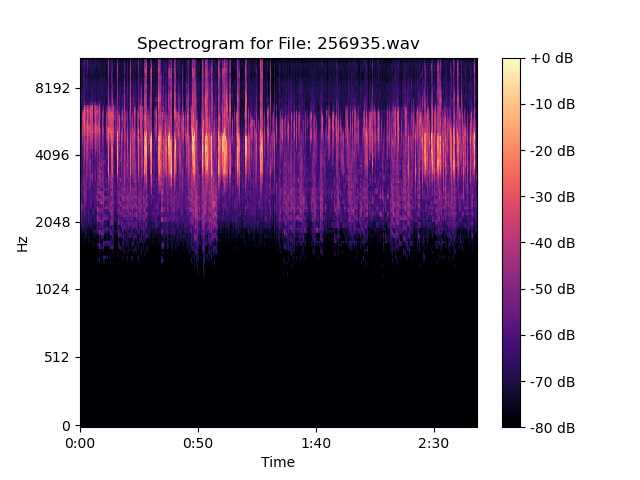 Spectrogram for File: 256935.wav
8192
4096
2048
1024
512
0
Hz
0:00
0:50
1:40
2:30
Time
+0 dB
-10 dB
-20 dB
-30 dB
-40 dB
-50 dB
-60 dB
-70 dB
-80 dB